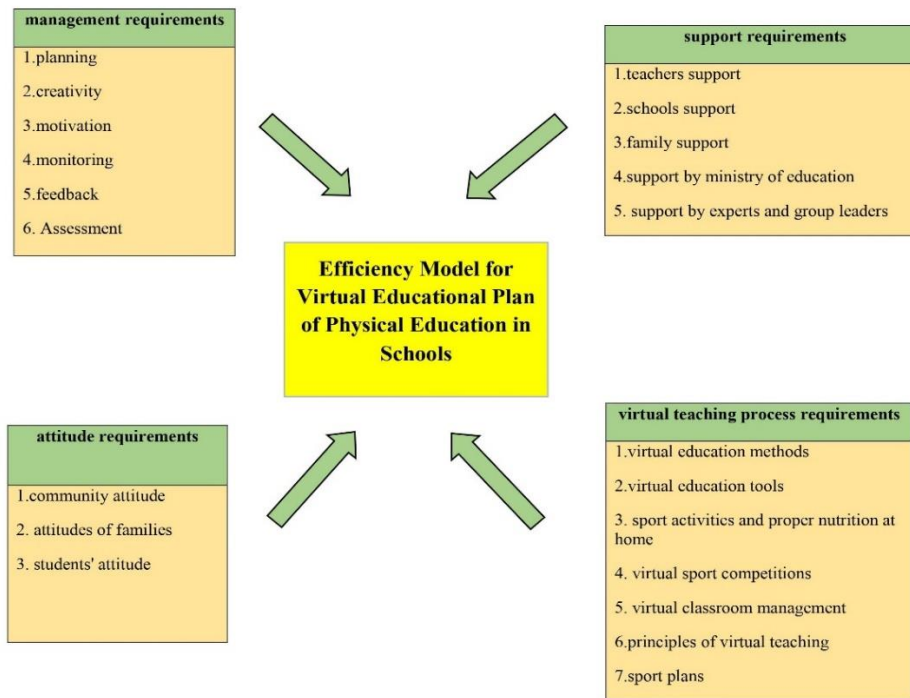 management requirements
1.planning
2.creativity
3.motivation
4.monitoring
5.feedback
6. Assessment
support requirements
1.teachers support
2.schools support
3.family support
4.support by ministry of education
5. support by experts and group leaders
Efficiency Model for
Virtual Educational Plan
of Physical Education in
Schools
attitude requirements
1.community attitude
2. attitudes of families
3. students' attitude
virtual teaching process requirements
1.virtual education methods
2.virtual education tools
3. sport activities and proper nutrition at
home
4. virtual sport competitions
5. virtual classroom management
6.principles of virtual teaching
7.sport plans